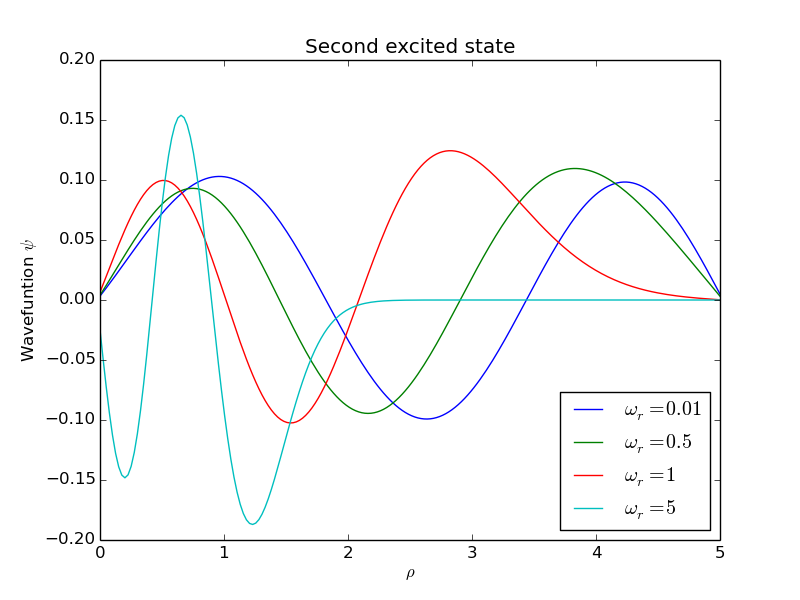 Second excited state
Wavefuntion ψ
0.20
0.15
0.10
0.05
0.00
−0.05
−0.10
−0.15
−0.20
0 1 2 3 4 5
ρ
ω_r = 0.01
ω_r = 0.5
ω_r = 1
ω_r = 5